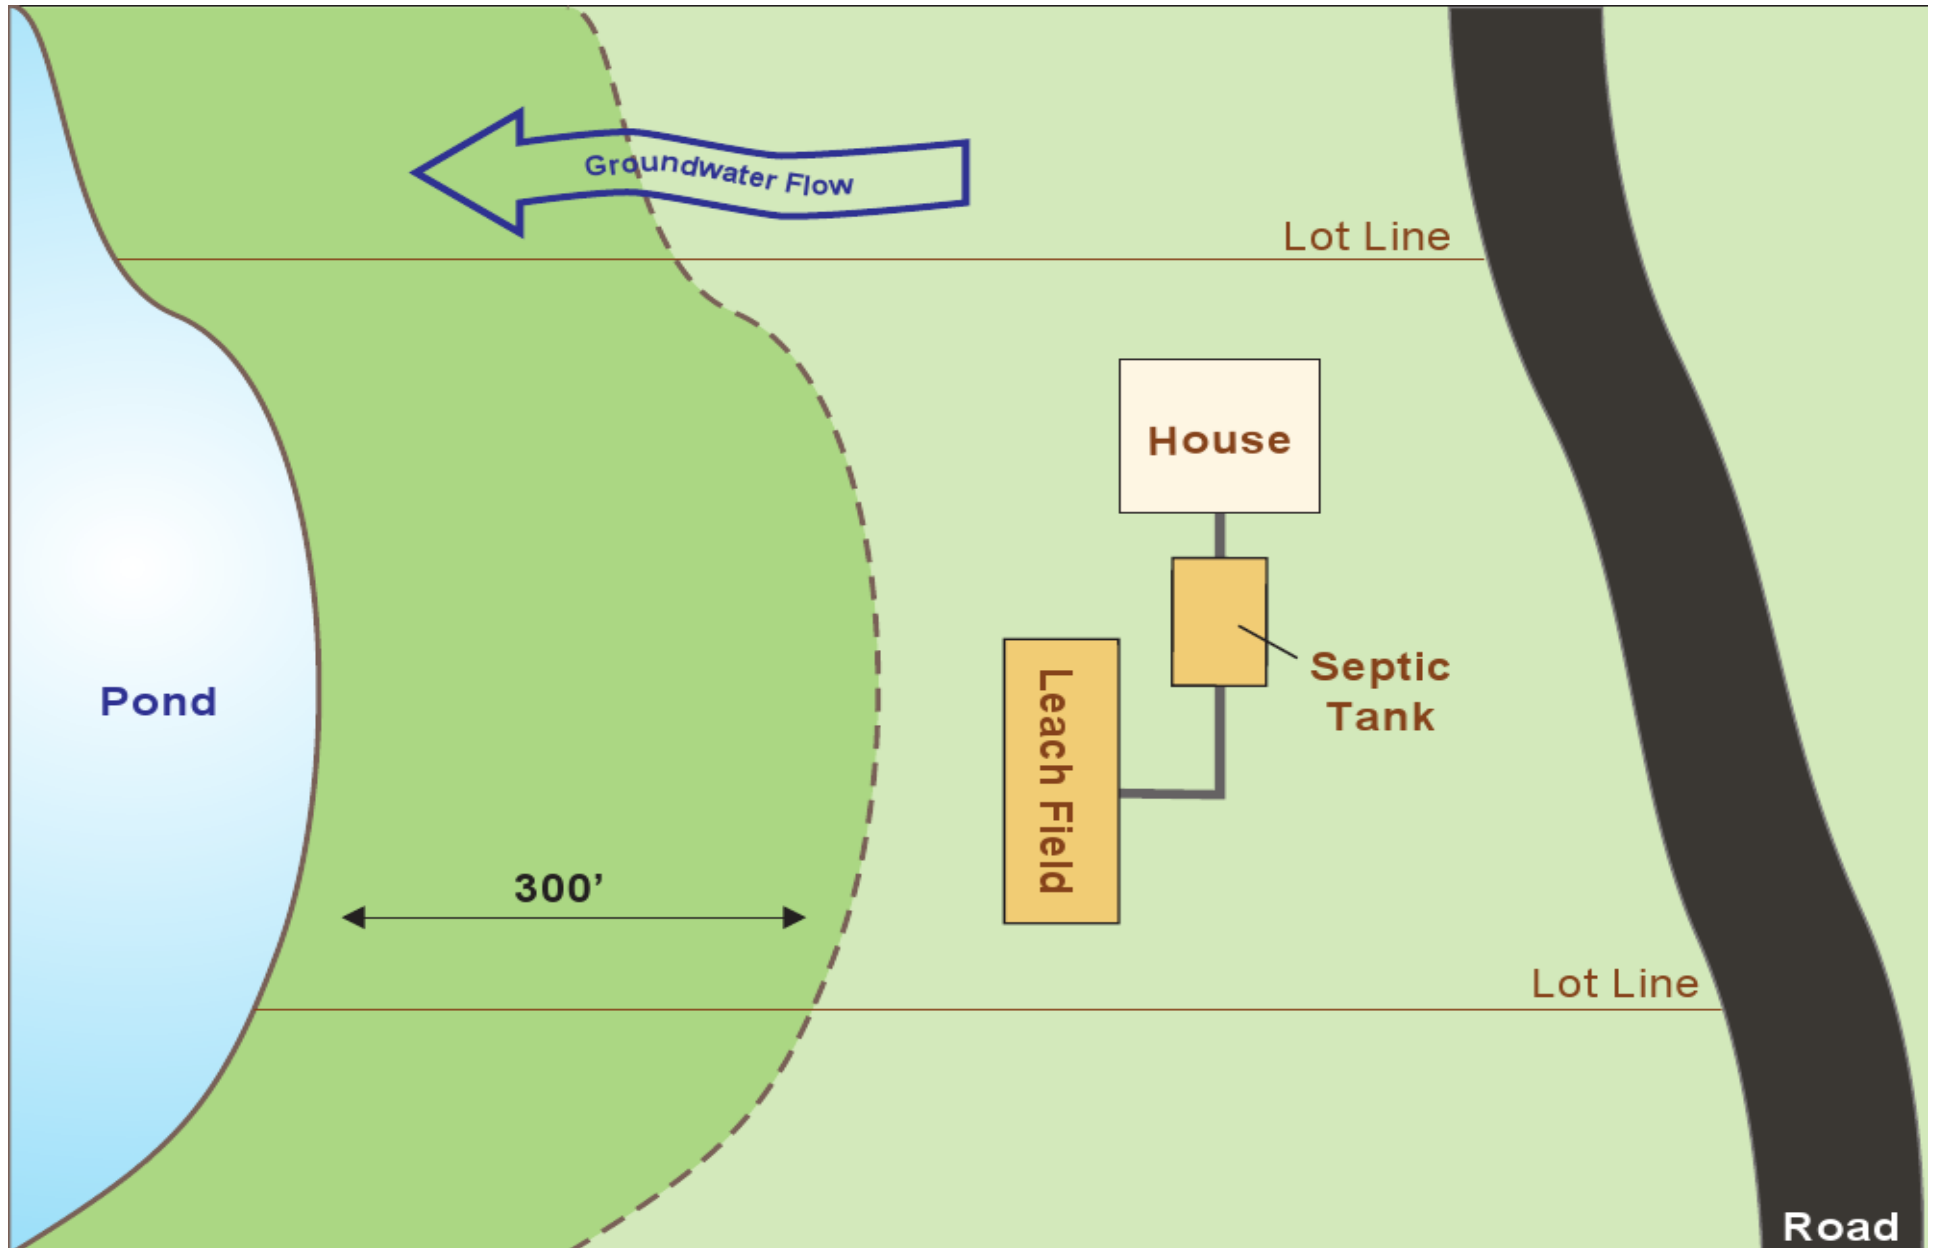 Groundwater Flow
Lot Line
House
Septic
Tank
Leach Field
Pond
300’
Lot Line
Road